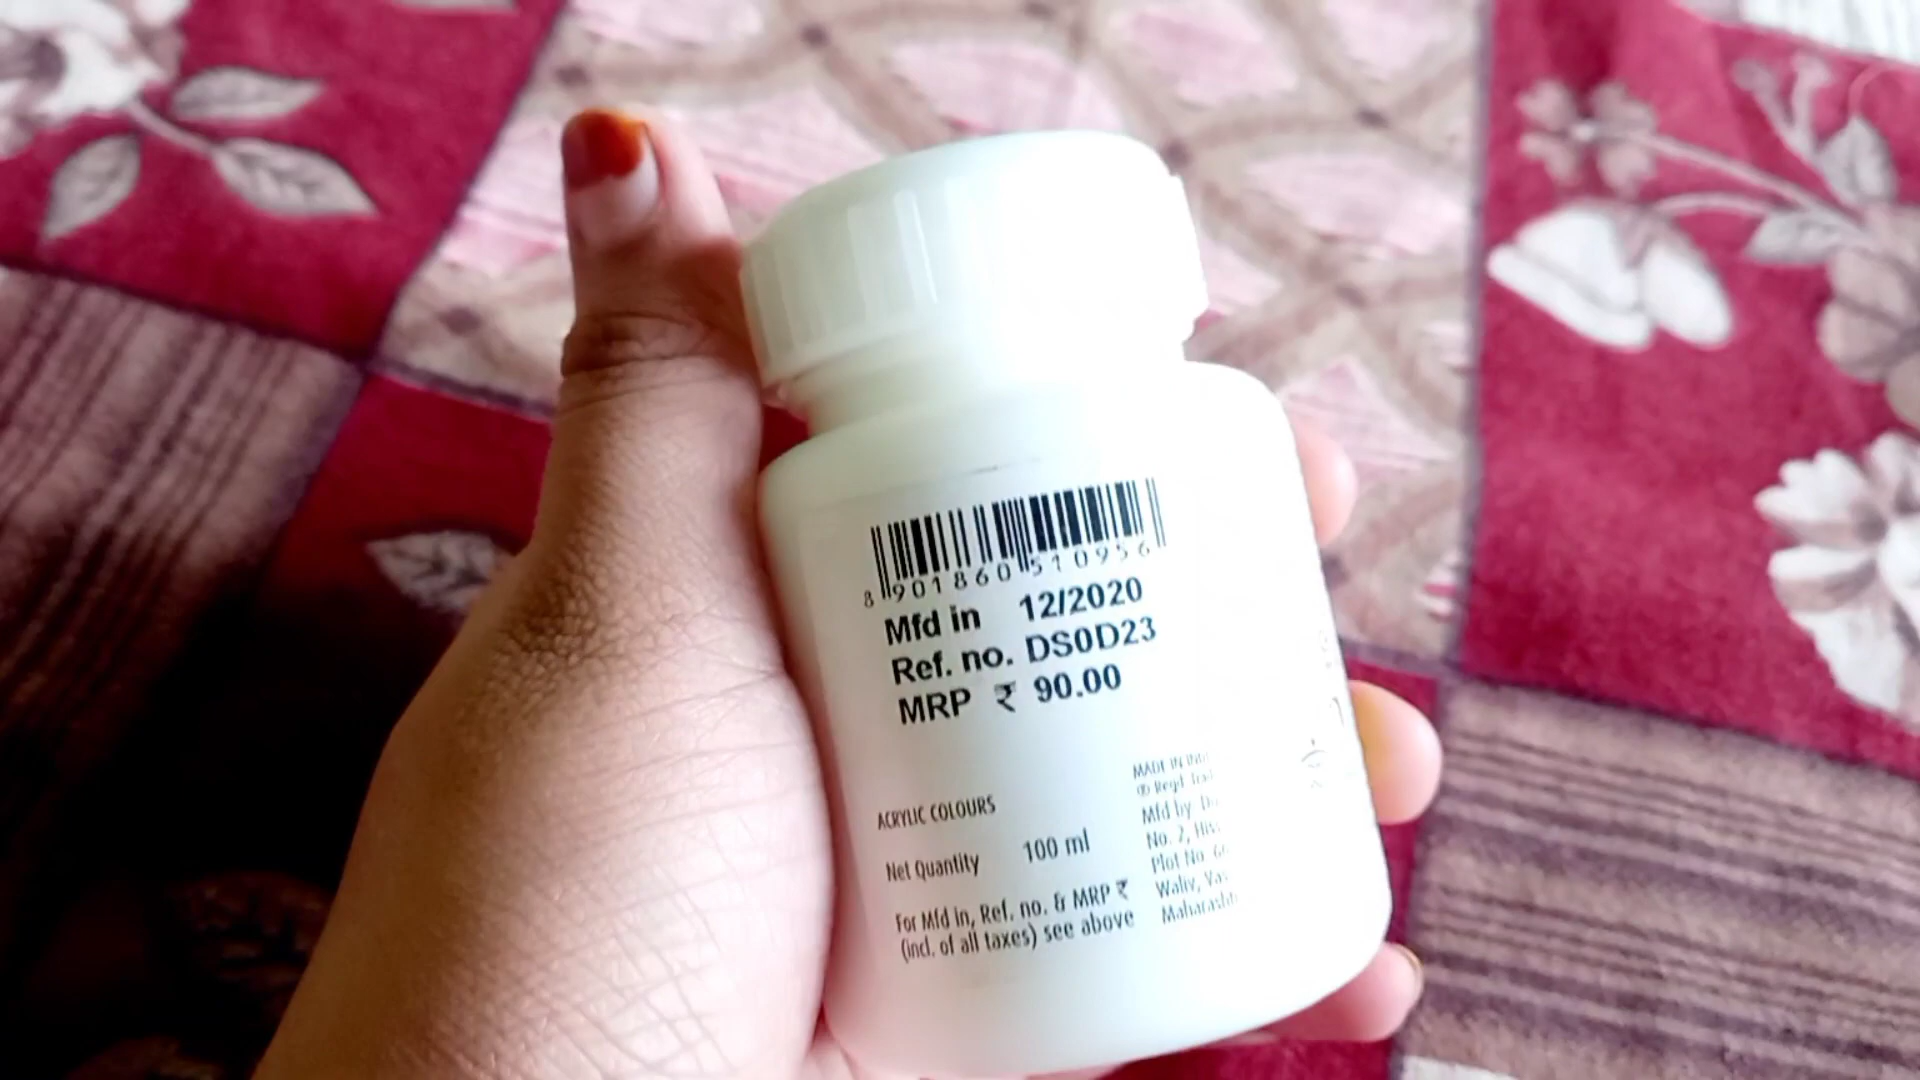 8 901860 510956
Mfd in 12/2020
Ref. no. DS0D23
MRP ₹ 90.00
ACRYLIC COLOURS
Net Quantity 100 ml
For Mfd in, Ref. no. & MRP ₹
(incl. of all taxes) see above
MADE IN
® Regd.
Mfd by
No. 2,
Plot No.
Waliv,